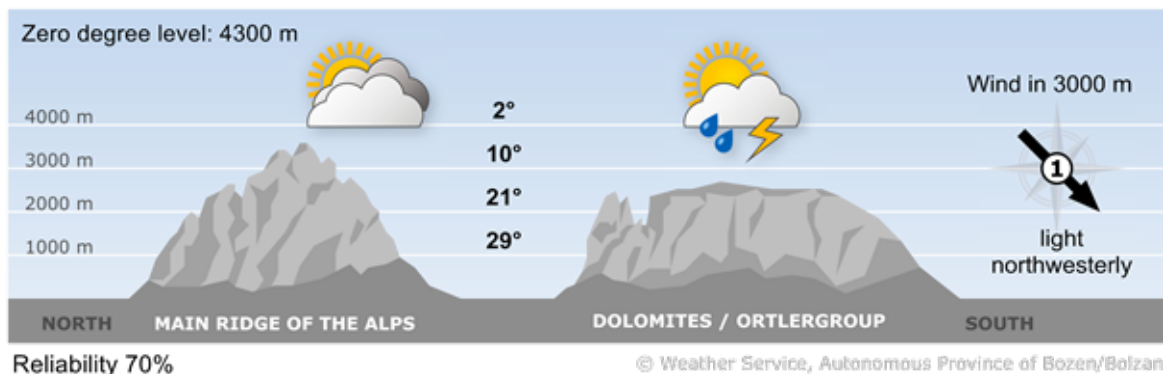 Zero degree level: 4300 m
Wind in 3000 m
4000 m
2°
3000 m
10°
1
2000 m
21°
1000 m
29°
light
northwesterly
NORTH
MAIN RIDGE OF THE ALPS
DOLOMITES / ORTLERGROUP
SOUTH
Reliability 70%
© Weather Service, Autonomous Province of Bozen/Bolzan